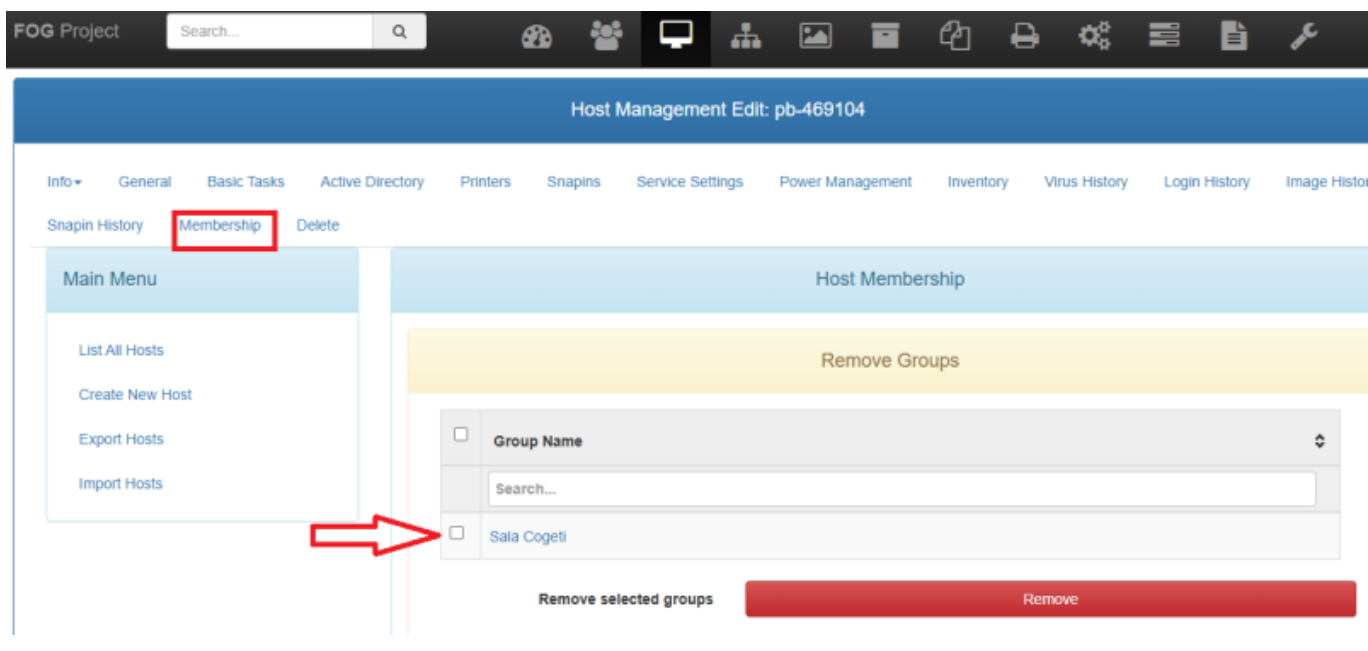 FOG Project Search...
Host Management Edit: pb-469104
Info General Basic Tasks Active Directory Printers Snapins Service Settings Power Management Inventory Virus History Login History Image Histor
Snapin History Membership Delete
Main Menu
List All Hosts
Create New Host
Export Hosts
Import Hosts
Host Membership
Remove Groups
Group Name
Search...
Sala Cogeti
Remove selected groups Remove